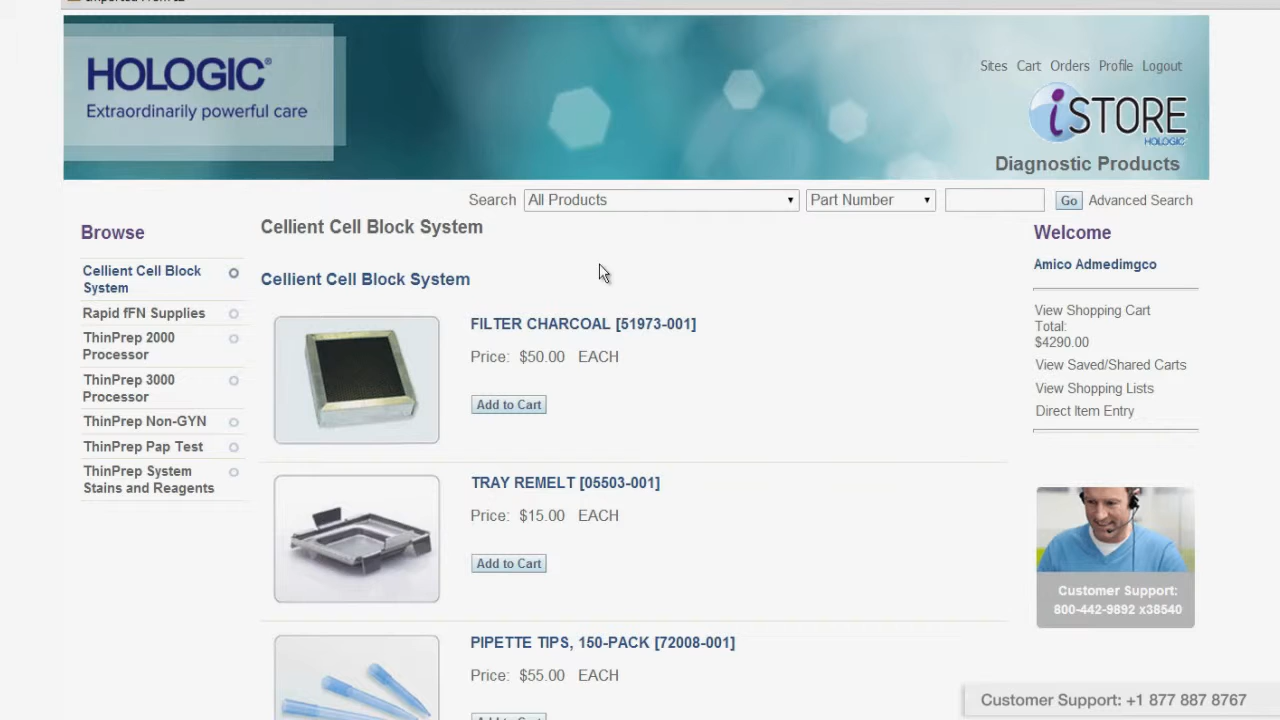 HOLOGIC®
Extraordinarily powerful care
Sites Cart Orders Profile Logout
iSTORE
HOLOGIC
Diagnostic Products
Search All Products Part Number Go Advanced Search
Browse
Cellient Cell Block
System
Rapid fFN Supplies
ThinPrep 2000
Processor
ThinPrep 3000
Processor
ThinPrep Non-GYN
ThinPrep Pap Test
ThinPrep System
Stains and Reagents
Cellient Cell Block System
Cellient Cell Block System
FILTER CHARCOAL [51973-001]
Price: $50.00 EACH
Add to Cart
TRAY REMELT [05503-001]
Price: $15.00 EACH
Add to Cart
PIPETTE TIPS, 150-PACK [72008-001]
Price: $55.00 EACH
Add to Cart
Welcome
Amico Admedimgco
View Shopping Cart
Total:
$4290.00
View Saved/Shared Carts
View Shopping Lists
Direct Item Entry
Customer Support:
800-442-9892 x38540
Customer Support: +1 877 887 8767